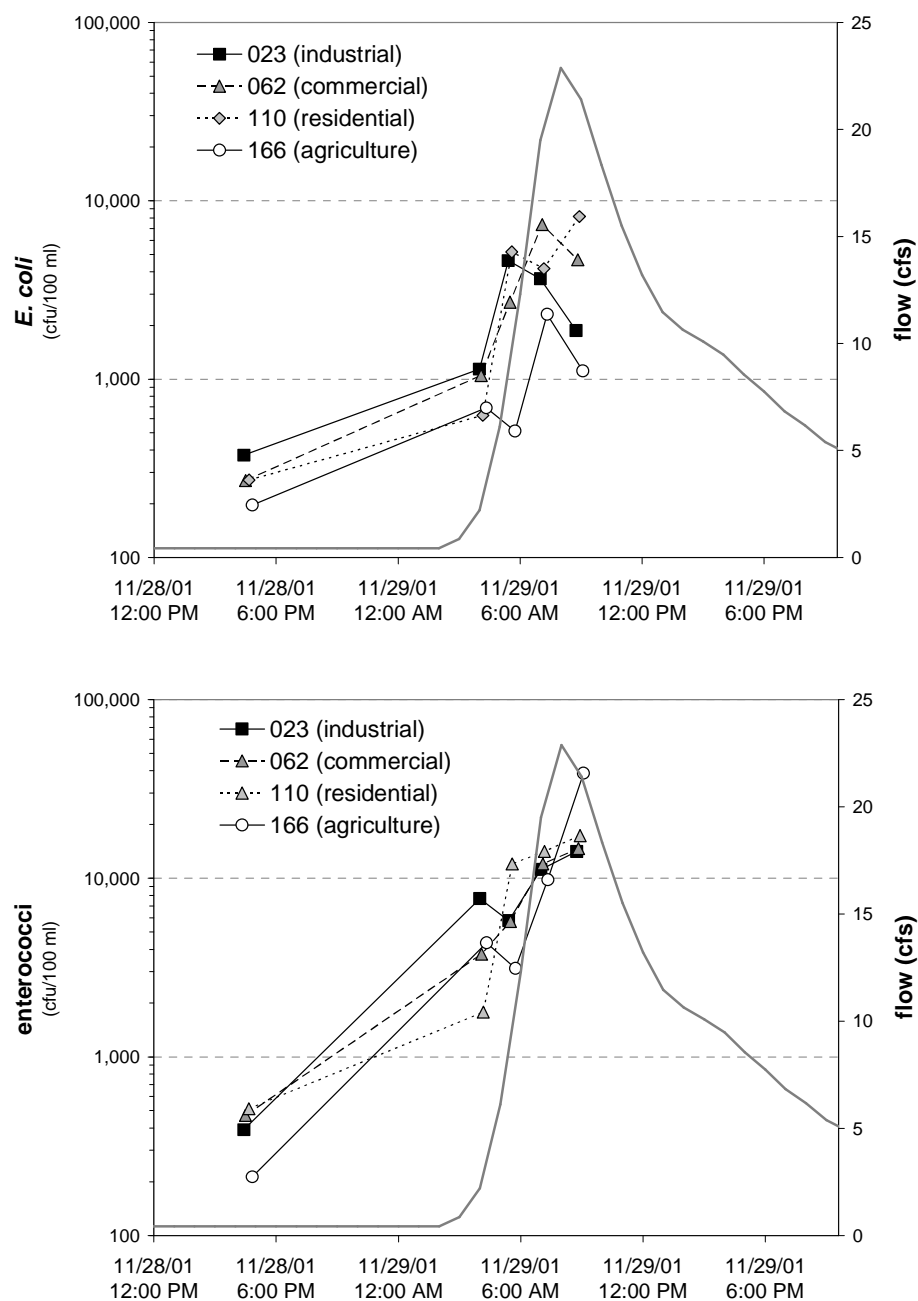 100,000
10,000
1,000
100
E. coli
(cfu/100 ml)
023 (industrial)
062 (commercial)
110 (residential)
166 (agriculture)
25
20
15
10
5
0
flow (cfs)
11/28/01 11/28/01 11/29/01 11/29/01 11/29/01 11/29/01
12:00 PM 6:00 PM 12:00 AM 6:00 AM 12:00 PM 6:00 PM
100,000
10,000
1,000
100
enterococci
(cfu/100 ml)
023 (industrial)
062 (commercial)
110 (residential)
166 (agriculture)
25
20
15
10
5
0
flow (cfs)
11/28/01 11/28/01 11/29/01 11/29/01 11/29/01 11/29/01
12:00 PM 6:00 PM 12:00 AM 6:00 AM 12:00 PM 6:00 PM